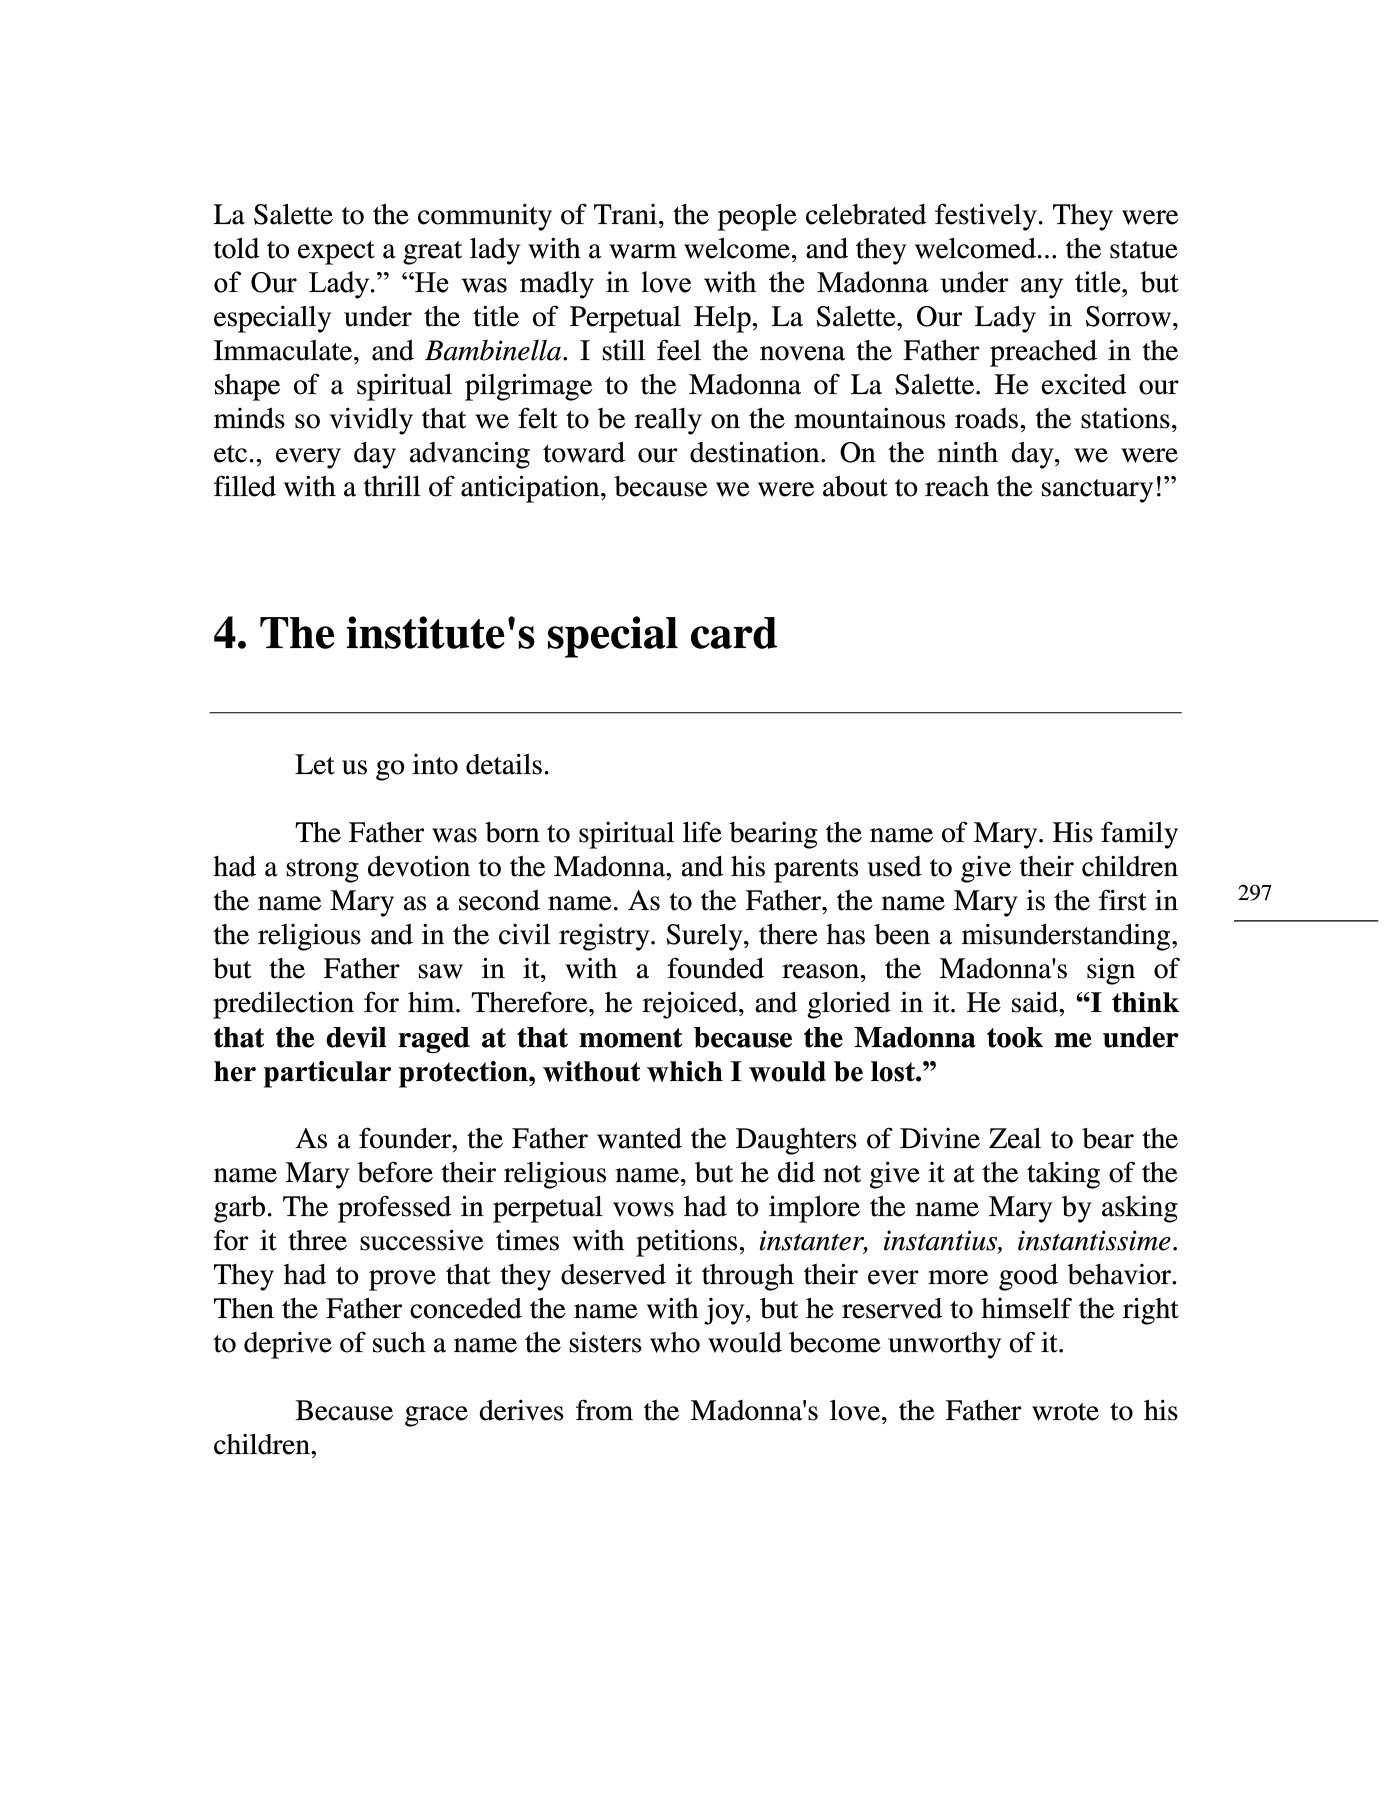 La Salette to the community of Trani, the people celebrated festively. They were
told to expect a great lady with a warm welcome, and they welcomed... the statue
of Our Lady.” “He was madly in love with the Madonna under any title, but
especially under the title of Perpetual Help, La Salette, Our Lady in Sorrow,
Immaculate, and Bambinella. I still feel the novena the Father preached in the
shape of a spiritual pilgrimage to the Madonna of La Salette. He excited our
minds so vividly that we felt to be really on the mountainous roads, the stations,
etc., every day advancing toward our destination. On the ninth day, we were
filled with a thrill of anticipation, because we were about to reach the sanctuary!”
4. The institute's special card
Let us go into details.
The Father was born to spiritual life bearing the name of Mary. His family
had a strong devotion to the Madonna, and his parents used to give their children
the name Mary as a second name. As to the Father, the name Mary is the first in
the religious and in the civil registry. Surely, there has been a misunderstanding,
but the Father saw in it, with a founded reason, the Madonna's sign of
predilection for him. Therefore, he rejoiced, and gloried in it. He said, “I think
that the devil raged at that moment because the Madonna took me under
her particular protection, without which I would be lost.”
As a founder, the Father wanted the Daughters of Divine Zeal to bear the
name Mary before their religious name, but he did not give it at the taking of the
garb. The professed in perpetual vows had to implore the name Mary by asking
for it three successive times with petitions, instanter, instantius, instantissime.
They had to prove that they deserved it through their ever more good behavior.
Then the Father conceded the name with joy, but he reserved to himself the right
to deprive of such a name the sisters who would become unworthy of it.
Because grace derives from the Madonna's love, the Father wrote to his
children,
297